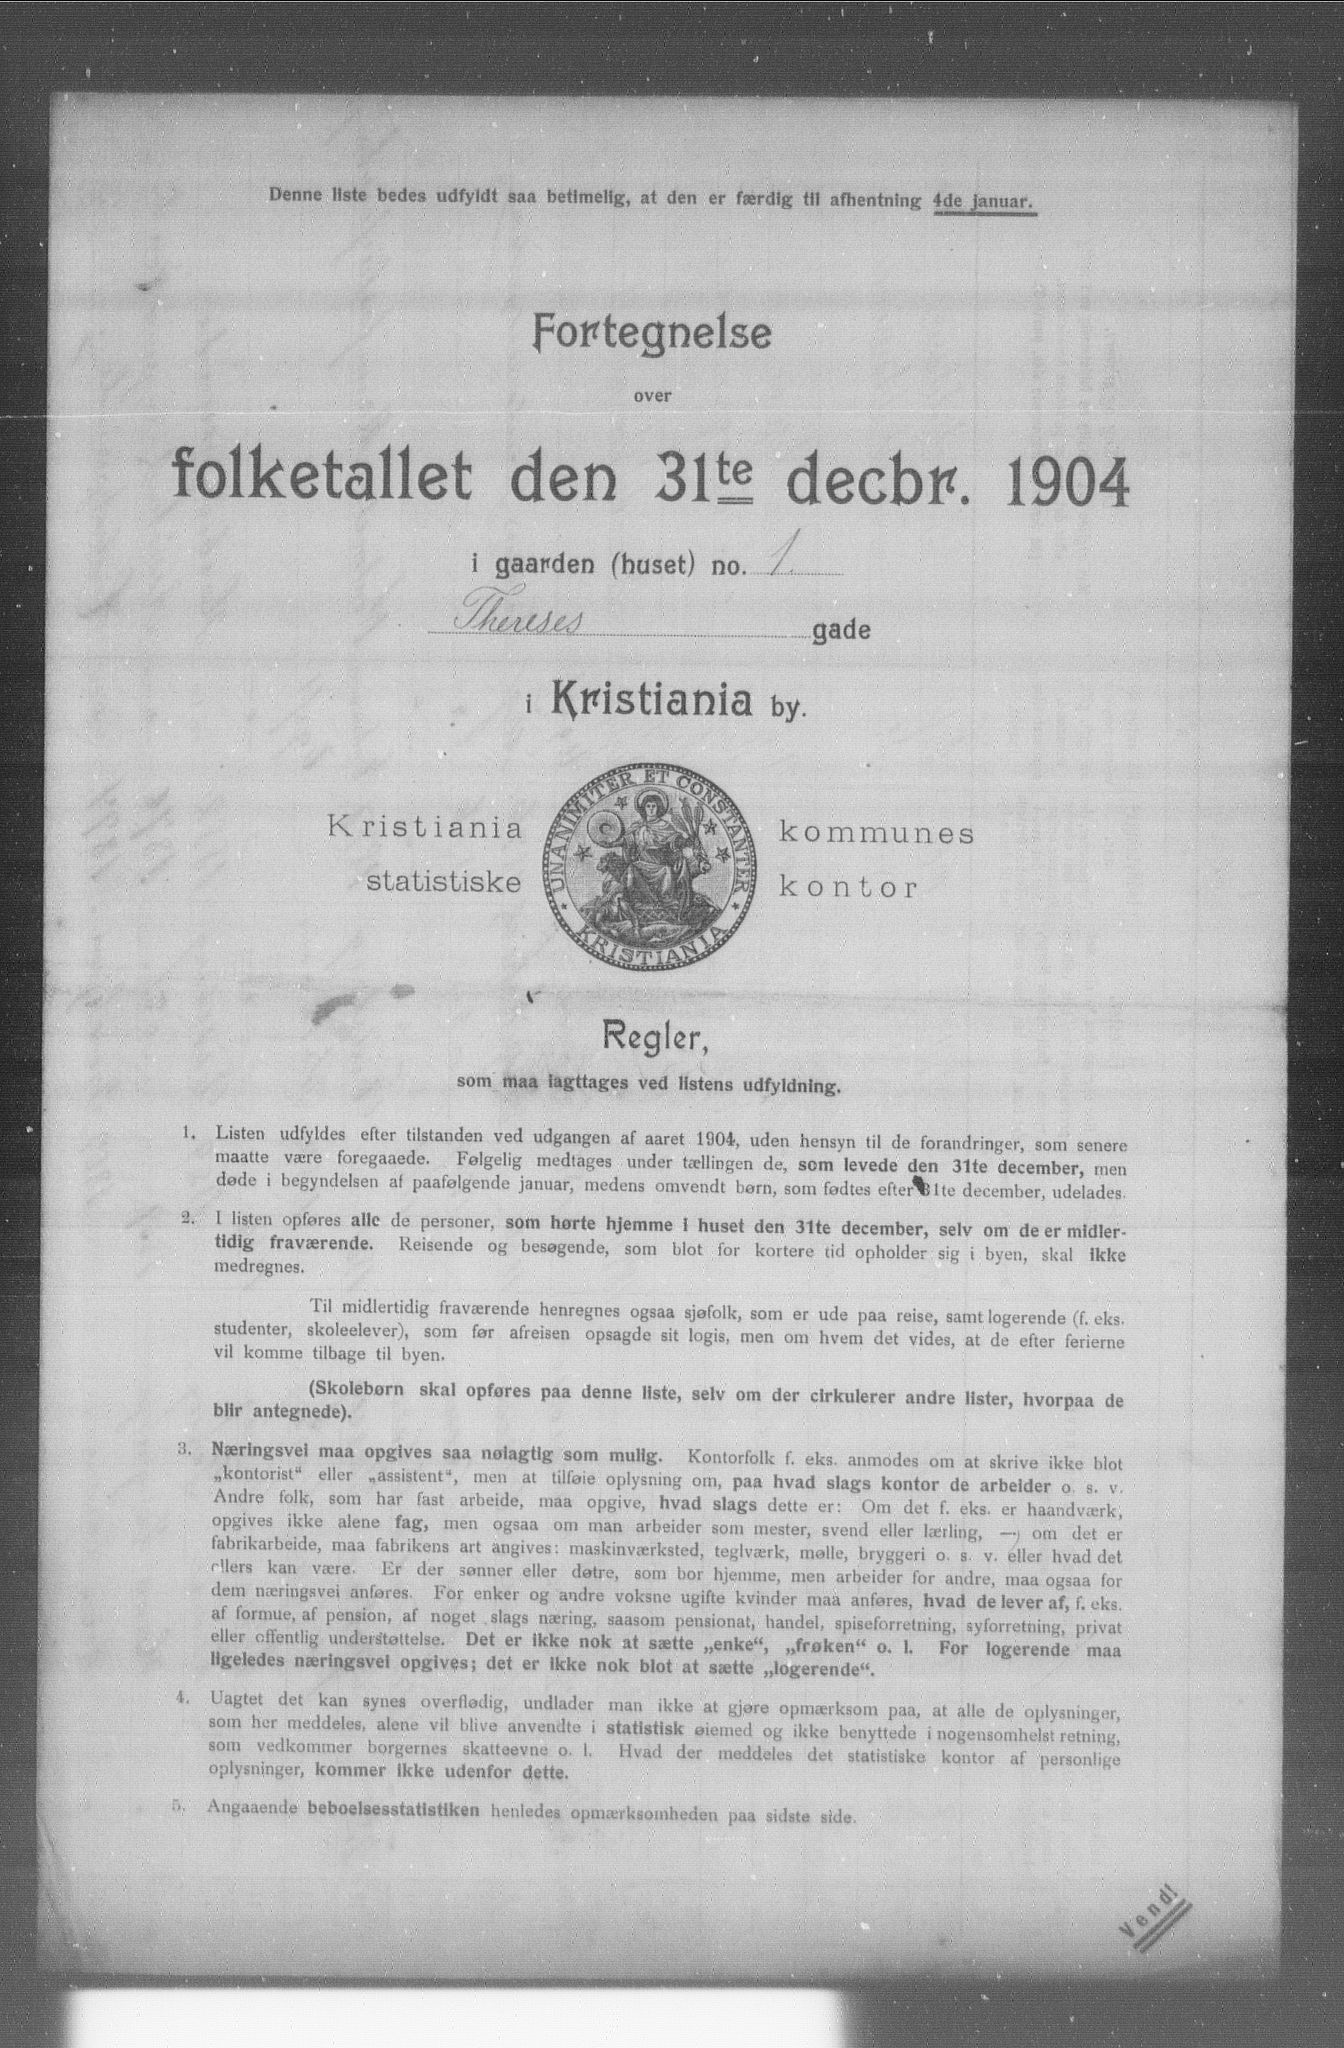 Denne liste bedes udfyldt saa betimelig, at den er færdig til afhentning 4de januar.
Fortegnelse
over
folketallet den 31te decbr. 1904
i gaarden (huset) no. 1.
Thereses gade
i Kristiania by.
Kristiania kommunes
statistiske kontor
UNANIMITER ET CONSTANTER
KRISTIANIA
Regler,
som maa iagttages ved listens udfyldning.
1. Listen udfyldes efter tilstanden ved udgangen af aaret 1904, uden hensyn til de forandringer, som senere
maatte være foregaaede. Følgelig medtages under tællingen de, som levede den 31te december, men
døde i begyndelsen af paafølgende januar, medens omvendt børn, som fødtes efter 31te december, udelades.
2. I listen opføres alle de personer, som hørte hjemme i huset den 31te december, selv om de er midler-
tidig fraværende. Reisende og besøgende, som blot for kortere tid opholder sig i byen, skal ikke
medregnes.
Til midlertidig fraværende henregnes ogsaa sjøfolk, som er ude paa reise, samt logerende (f. eks.
studenter, skoleelever), som før afreisen opsagde sit logis, men om hvem det vides, at de efter ferierne
vil komme tilbage til byen.
(Skolebørn skal opføres paa denne liste, selv om der cirkulerer andre lister, hvorpaa de
blir antegnede).
3. Næringsvei maa opgives saa nøiagtig som mulig. Kontorfolk f. eks. anmodes om at skrive ikke blot
„kontorist“ eller „assistent“, men at tilføie oplysning om, paa hvad slags kontor de arbeider o. s. v.
Andre folk, som har fast arbeide, maa opgive, hvad slags dette er: Om det f. eks. er haandværk,
opgives ikke alene fag, men ogsaa om man arbeider som mester, svend eller lærling, — om det er
fabrikarbeide, maa fabrikens art angives: maskinværksted, teglværk, mølle, bryggeri o. s. v. eller hvad det
ellers kan være. Er der sønner eller døtre, som bor hjemme, men arbeider for andre, maa ogsaa for
dem næringsvei anføres. For enker og andre voksne ugifte kvinder maa anføres, hvad de lever af, f. eks.
af formue, af pension, af noget slags næring, saasom pensionat, handel, spiseforretning, syforretning, privat
eller offentlig understøttelse. Det er ikke nok at sætte „enke“, „frøken“ o. l. For logerende maa
ligeledes næringsvei opgives; det er ikke nok blot at sætte „logerende“.
4. Uagtet det kan synes overflødig, undlader man ikke at gjøre opmærksom paa, at alle de oplysninger,
som her meddeles, alene vil blive anvendte i statistisk øiemed og ikke benyttede i nogensomhelst retning,
som vedkommer borgernes skatteevne o. l. Hvad der meddeles det statistiske kontor af personlige
oplysninger, kommer ikke udenfor dette.
5. Angaaende beboelsesstatistiken henledes opmærksomheden paa sidste side.
Vend!